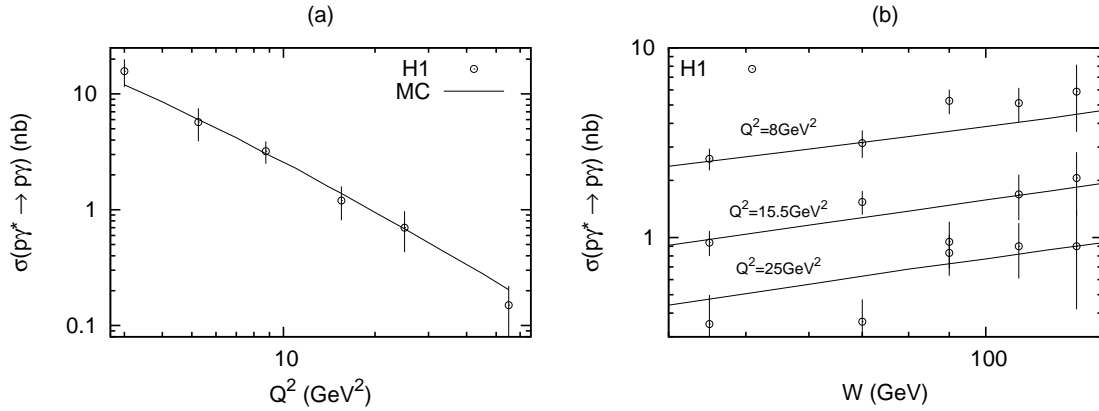 (a)
H1
MC
10
1
0.1
σ(pγ* → pγ) (nb)
10
Q² (GeV²)
(b)
H1
10
1
σ(pγ* → pγ) (nb)
Q²=8GeV²
Q²=15.5GeV²
Q²=25GeV²
100
W (GeV)